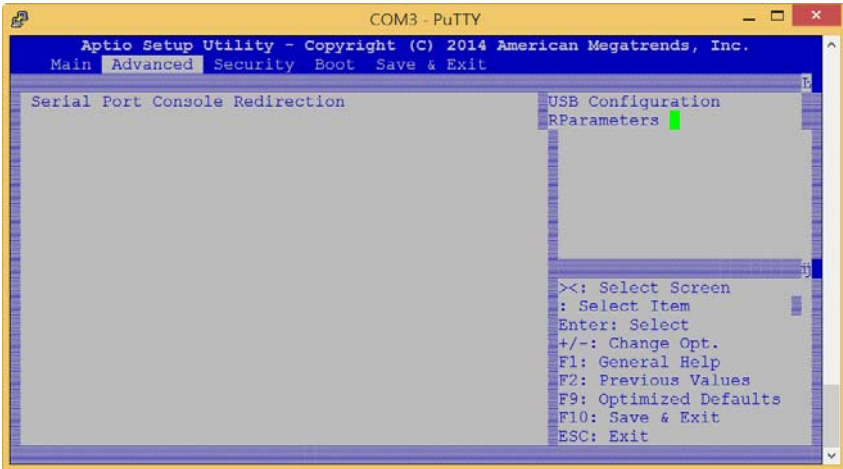 COM3 - PuTTY
Aptio Setup Utility - Copyright (C) 2014 American Megatrends, Inc.
Main Advanced Security Boot Save & Exit
Serial Port Console Redirection
USB Configuration
RParameters
><: Select Screen
: Select Item
Enter: Select
+/-: Change Opt.
F1: General Help
F2: Previous Values
F9: Optimized Defaults
F10: Save & Exit
ESC: Exit